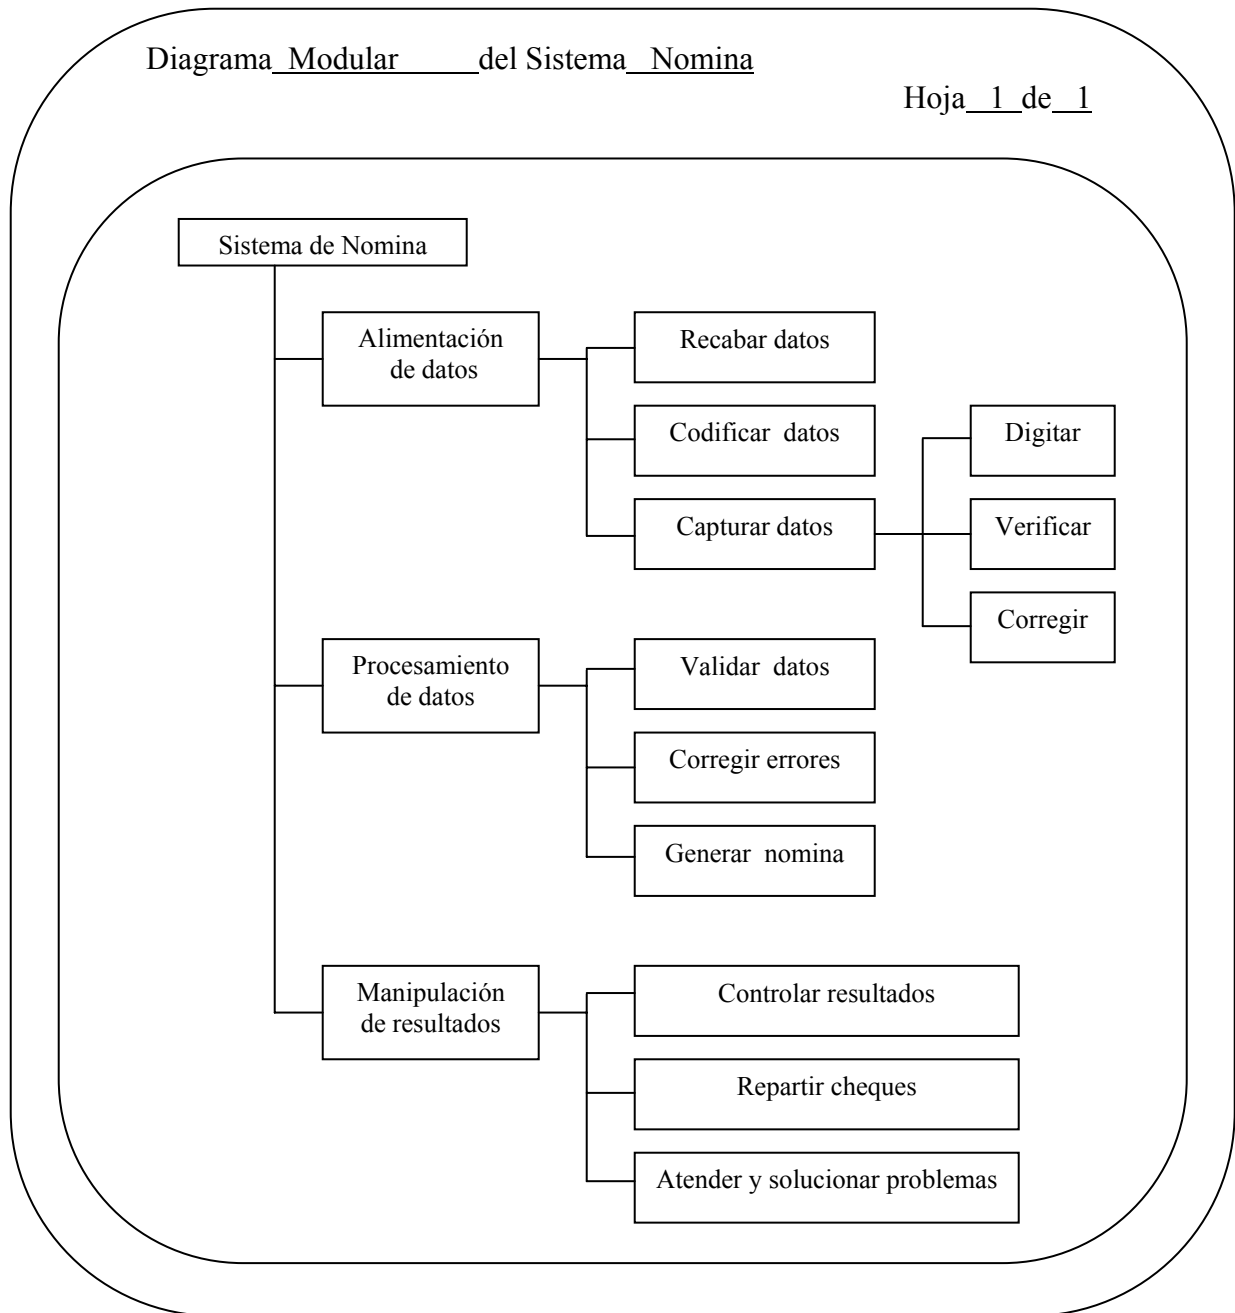 Diagrama  Modular      del Sistema  Nomina
Hoja  1  de  1
Sistema de Nomina
Alimentación
de datos
Recabar datos
Codificar  datos
Capturar datos
Digitar
Verificar
Corregir
Procesamiento
de datos
Validar  datos
Corregir errores
Generar  nomina
Manipulación
de resultados
Controlar resultados
Repartir cheques
Atender y solucionar problemas